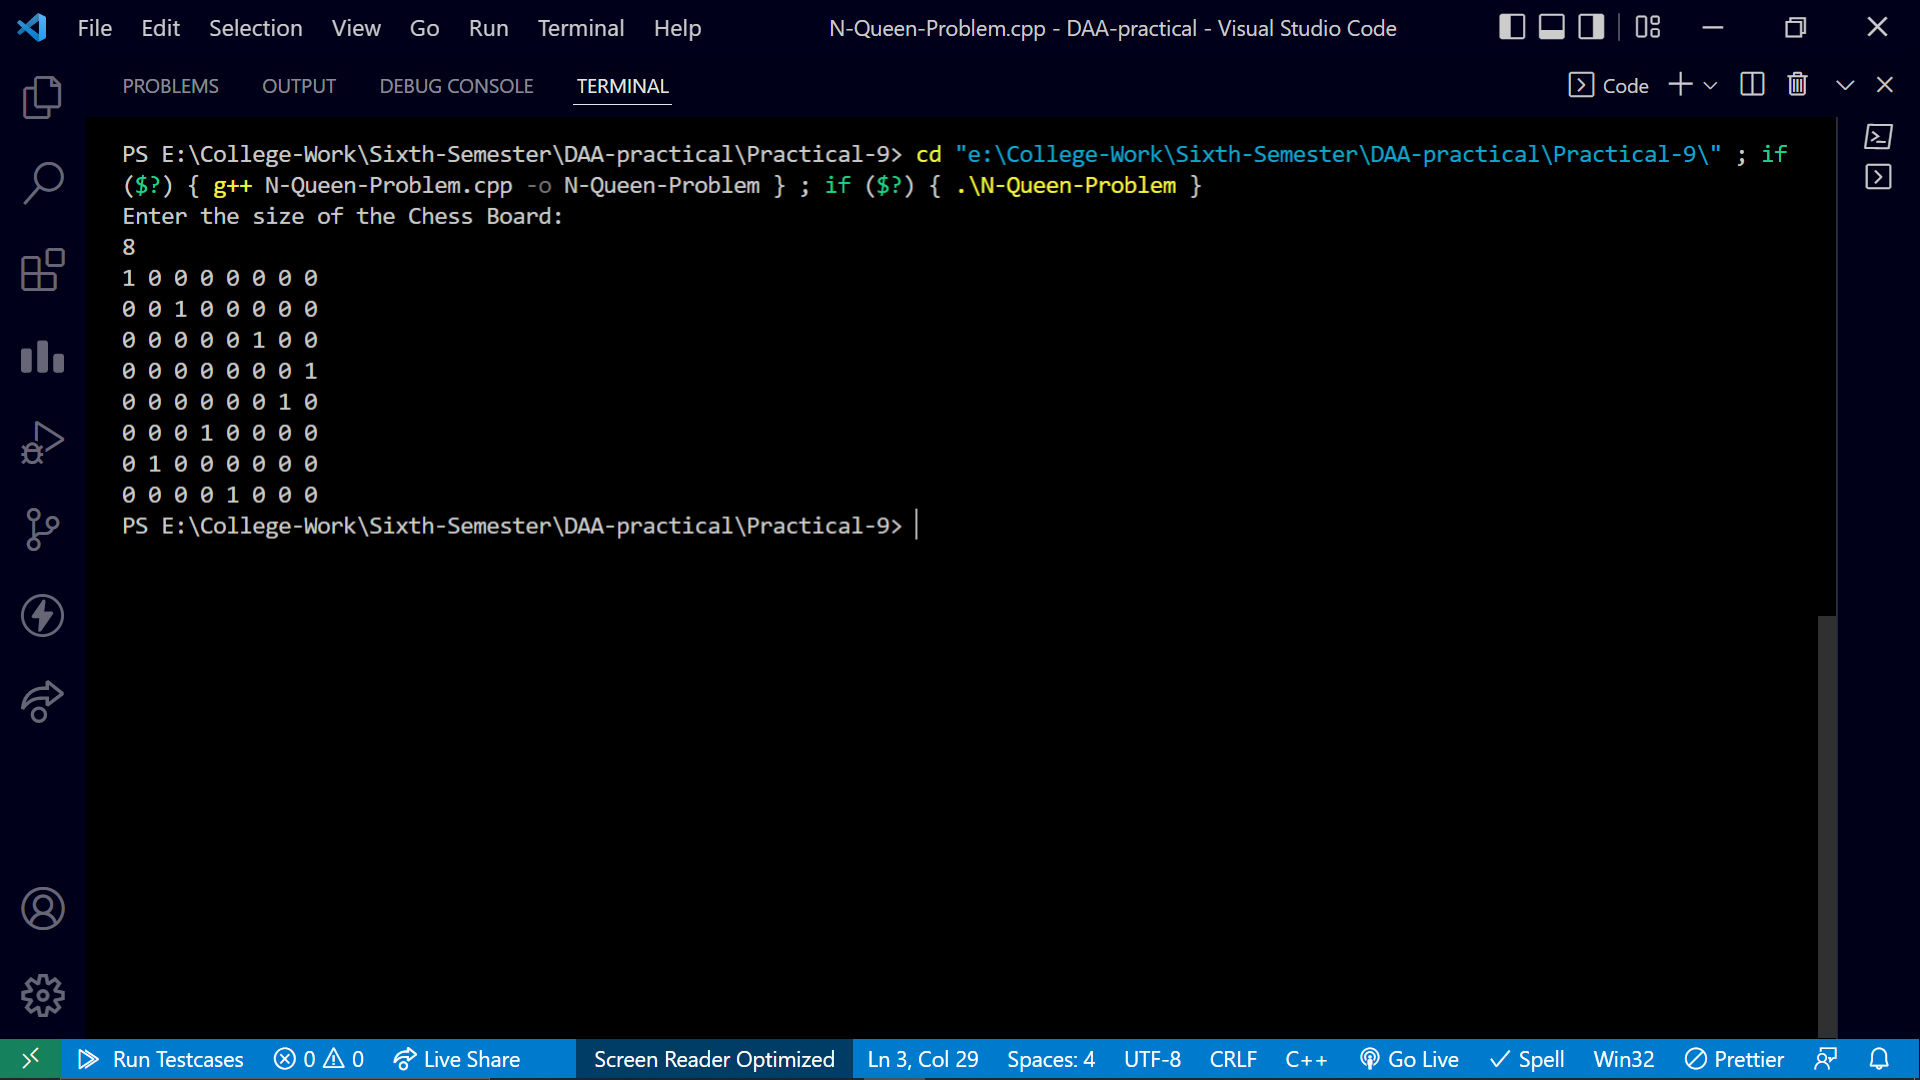 File Edit Selection View Go Run Terminal Help N-Queen-Problem.cpp - DAA-practical - Visual Studio Code
PROBLEMS OUTPUT DEBUG CONSOLE TERMINAL Code
PS E:\College-Work\Sixth-Semester\DAA-practical\Practical-9> cd "e:\College-Work\Sixth-Semester\DAA-practical\Practical-9\" ; if
($?) { g++ N-Queen-Problem.cpp -o N-Queen-Problem } ; if ($?) { .\N-Queen-Problem }
Enter the size of the Chess Board:
8
1 0 0 0 0 0 0 0
0 0 1 0 0 0 0 0
0 0 0 0 0 1 0 0
0 0 0 0 0 0 0 1
0 0 0 0 0 0 1 0
0 0 0 1 0 0 0 0
0 1 0 0 0 0 0 0
0 0 0 0 1 0 0 0
PS E:\College-Work\Sixth-Semester\DAA-practical\Practical-9>
Run Testcases 0 0 Live Share Screen Reader Optimized Ln 3, Col 29 Spaces: 4 UTF-8 CRLF C++ Go Live Spell Win32 Prettier